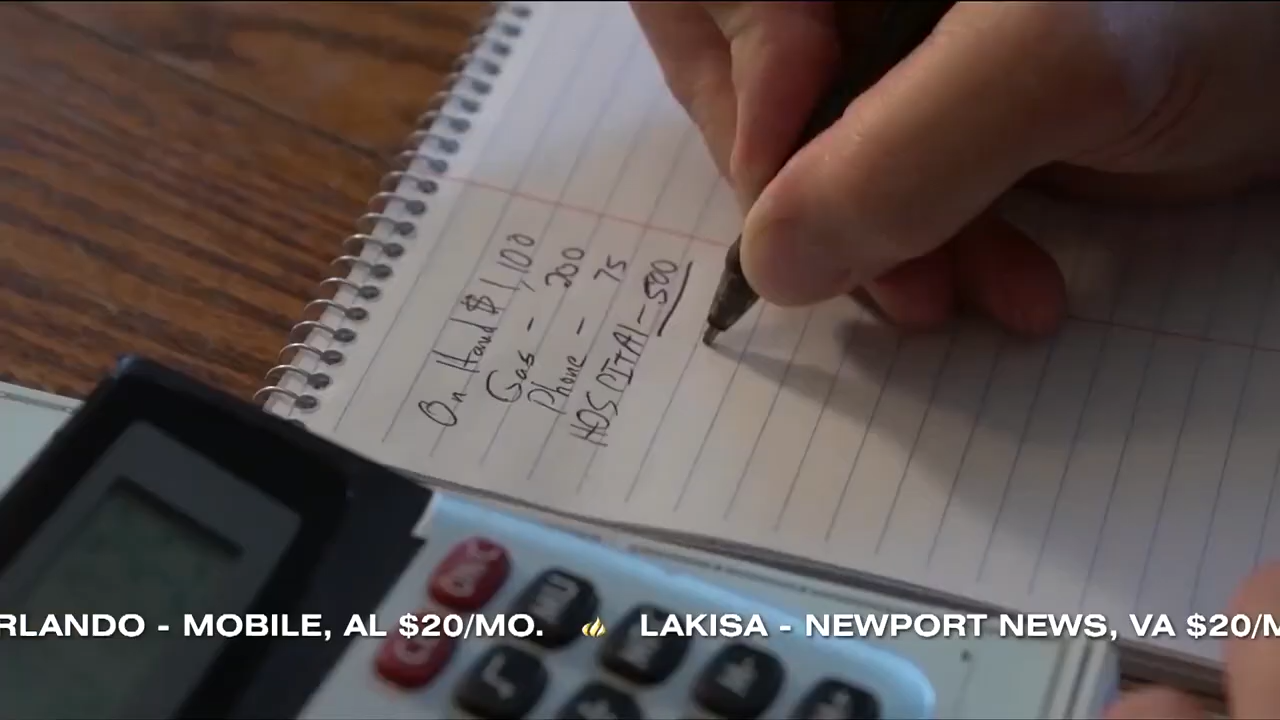 On Hand $ 1,100
Gas - 200
Phone - 75
HOSPITAl - 500
RLANDO - MOBILE, AL $20/MO. LAKISA - NEWPORT NEWS, VA $20/M